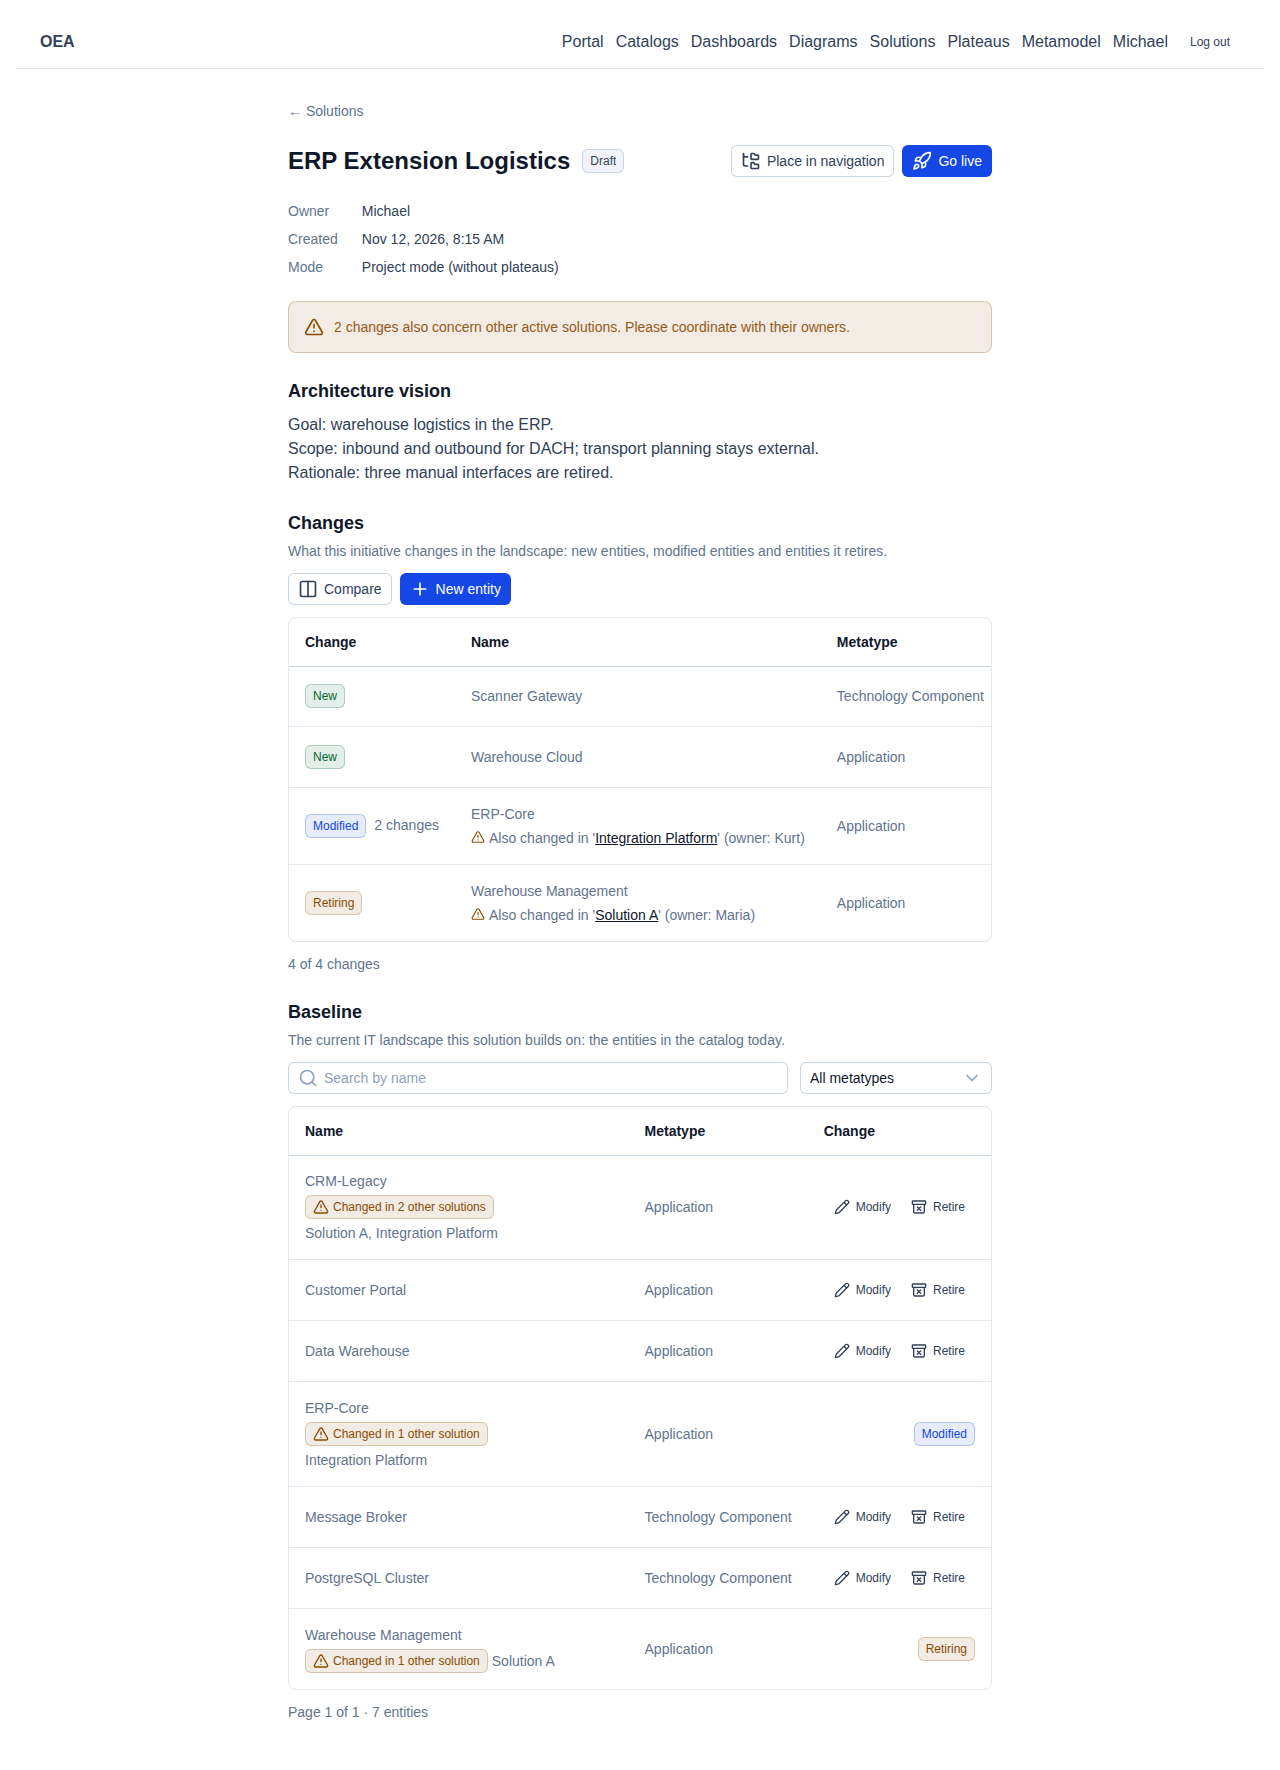 OEA
Portal Catalogs Dashboards Diagrams Solutions Plateaus Metamodel Michael Log out
← Solutions
ERP Extension Logistics Draft Place in navigation Go live
Owner Michael
Created Nov 12, 2026, 8:15 AM
Mode Project mode (without plateaus)
2 changes also concern other active solutions. Please coordinate with their owners.
Architecture vision
Goal: warehouse logistics in the ERP.
Scope: inbound and outbound for DACH; transport planning stays external.
Rationale: three manual interfaces are retired.
Changes
What this initiative changes in the landscape: new entities, modified entities and entities it retires.
Compare New entity
Change Name Metatype
New Scanner Gateway Technology Component
New Warehouse Cloud Application
Modified 2 changes ERP-Core Application
Also changed in 'Integration Platform' (owner: Kurt)
Retiring Warehouse Management Application
Also changed in 'Solution A' (owner: Maria)
4 of 4 changes
Baseline
The current IT landscape this solution builds on: the entities in the catalog today.
Search by name All metatypes
Name Metatype Change
CRM-Legacy
Changed in 2 other solutions Application Modify Retire
Solution A, Integration Platform
Customer Portal Application Modify Retire
Data Warehouse Application Modify Retire
ERP-Core
Changed in 1 other solution Application Modified
Integration Platform
Message Broker Technology Component Modify Retire
PostgreSQL Cluster Technology Component Modify Retire
Warehouse Management Application Retiring
Changed in 1 other solution Solution A
Page 1 of 1 · 7 entities